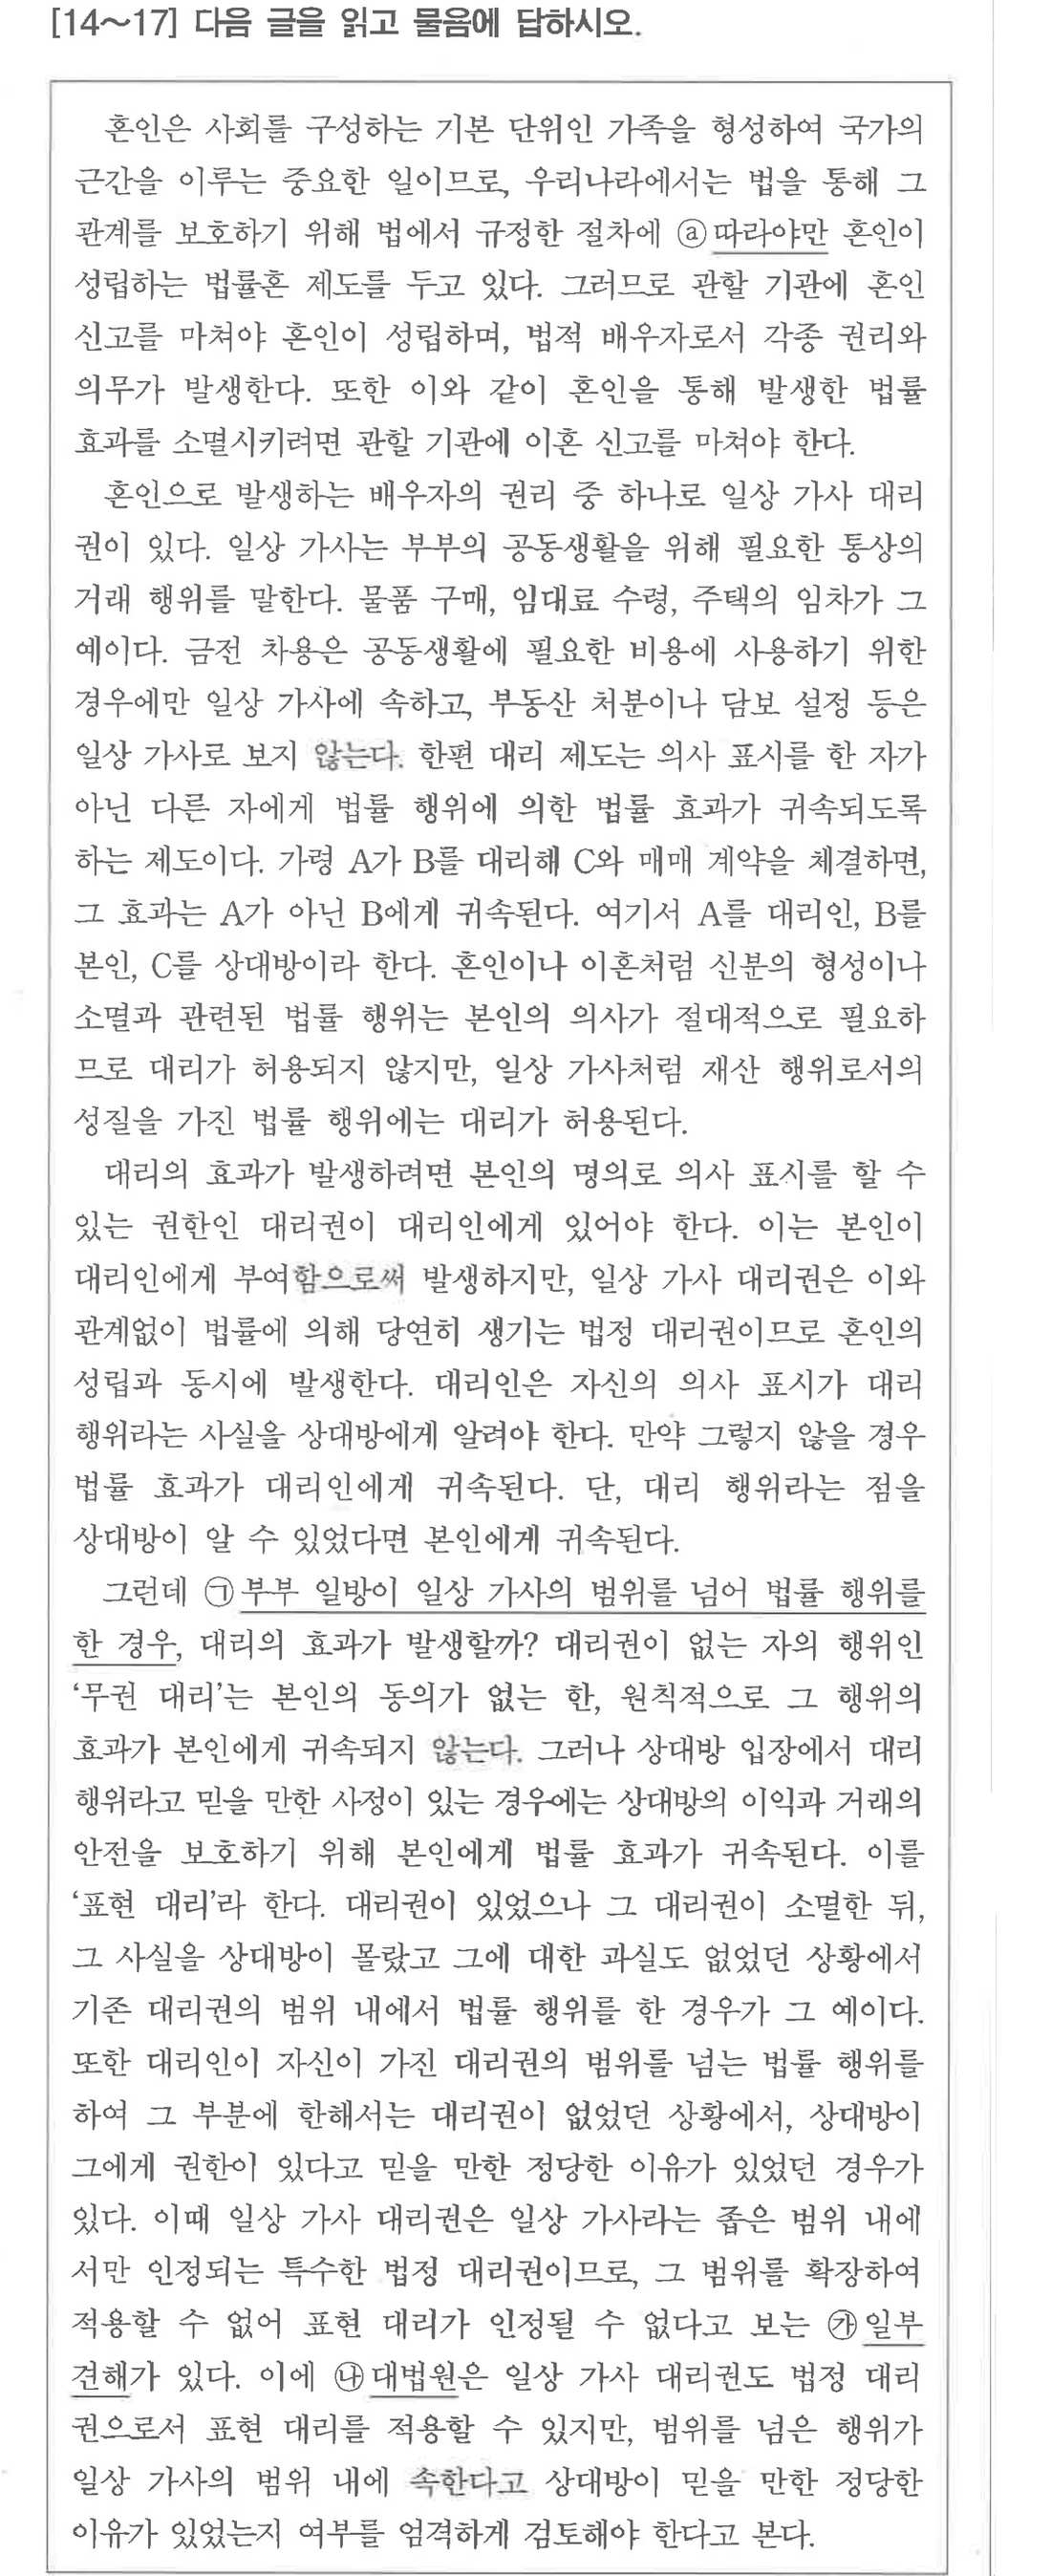 [14~17] 다음 글을 읽고 물음에 답하시오.
혼인은 사회를 구성하는 기본 단위인 가족을 형성하여 국가의
근간을 이루는 중요한 일이므로, 우리나라에서는 법을 통해 그
관계를 보호하기 위해 법에서 규정한 절차에 ⓐ따라야만 혼인이
성립하는 법률혼 제도를 두고 있다. 그러므로 관할 기관에 혼인
신고를 마쳐야 혼인이 성립하며, 법적 배우자로서 각종 권리와
의무가 발생한다. 또한 이와 같이 혼인을 통해 발생한 법률
효과를 소멸시키려면 관할 기관에 이혼 신고를 마쳐야 한다.
혼인으로 발생하는 배우자의 권리 중 하나로 일상 가사 대리
권이 있다. 일상 가사는 부부의 공동생활을 위해 필요한 통상의
거래 행위를 말한다. 물품 구매, 임대료 수령, 주택의 임차가 그
예이다. 금전 차용은 공동생활에 필요한 비용에 사용하기 위한
경우에만 일상 가사에 속하고, 부동산 처분이나 담보 설정 등은
일상 가사로 보지 않는다. 한편 대리 제도는 의사 표시를 한 자가
아닌 다른 자에게 법률 행위에 의한 법률 효과가 귀속되도록
하는 제도이다. 가령 A가 B를 대리해 C와 매매 계약을 체결하면,
그 효과는 A가 아닌 B에게 귀속된다. 여기서 A를 대리인, B를
본인, C를 상대방이라 한다. 혼인이나 이혼처럼 신분의 형성이나
소멸과 관련된 법률 행위는 본인의 의사가 절대적으로 필요하
므로 대리가 허용되지 않지만, 일상 가사처럼 재산 행위로서의
성질을 가진 법률 행위에는 대리가 허용된다.
대리의 효과가 발생하려면 본인의 명의로 의사 표시를 할 수
있는 권한인 대리권이 대리인에게 있어야 한다. 이는 본인이
대리인에게 부여함으로써 발생하지만, 일상 가사 대리권은 이와
관계없이 법률에 의해 당연히 생기는 법정 대리권이므로 혼인의
성립과 동시에 발생한다. 대리인은 자신의 의사 표시가 대리
행위라는 사실을 상대방에게 알려야 한다. 만약 그렇지 않을 경우
법률 효과가 대리인에게 귀속된다. 단, 대리 행위라는 점을
상대방이 알 수 있었다면 본인에게 귀속된다.
그런데 ㉠부부 일방이 일상 가사의 범위를 넘어 법률 행위를
한 경우, 대리의 효과가 발생할까? 대리권이 없는 자의 행위인
‘무권 대리’는 본인의 동의가 없는 한, 원칙적으로 그 행위의
효과가 본인에게 귀속되지 않는다. 그러나 상대방 입장에서 대리
행위라고 믿을 만한 사정이 있는 경우에는 상대방의 이익과 거래의
안전을 보호하기 위해 본인에게 법률 효과가 귀속된다. 이를
‘표현 대리’라 한다. 대리권이 있었으나 그 대리권이 소멸한 뒤,
그 사실을 상대방이 몰랐고 그에 대한 과실도 없었던 상황에서
기존 대리권의 범위 내에서 법률 행위를 한 경우가 그 예이다.
또한 대리인이 자신이 가진 대리권의 범위를 넘는 법률 행위를
하여 그 부분에 한해서는 대리권이 없었던 상황에서, 상대방이
그에게 권한이 있다고 믿을 만한 정당한 이유가 있었던 경우가
있다. 이때 일상 가사 대리권은 일상 가사라는 좁은 범위 내에
서만 인정되는 특수한 법정 대리권이므로, 그 범위를 확장하여
적용할 수 없어 표현 대리가 인정될 수 없다고 보는 ㉮일부
견해가 있다. 이에 ㉯대법원은 일상 가사 대리권도 법정 대리
권으로서 표현 대리를 적용할 수 있지만, 범위를 넘은 행위가
일상 가사의 범위 내에 속한다고 상대방이 믿을 만한 정당한
이유가 있었는지 여부를 엄격하게 검토해야 한다고 본다.